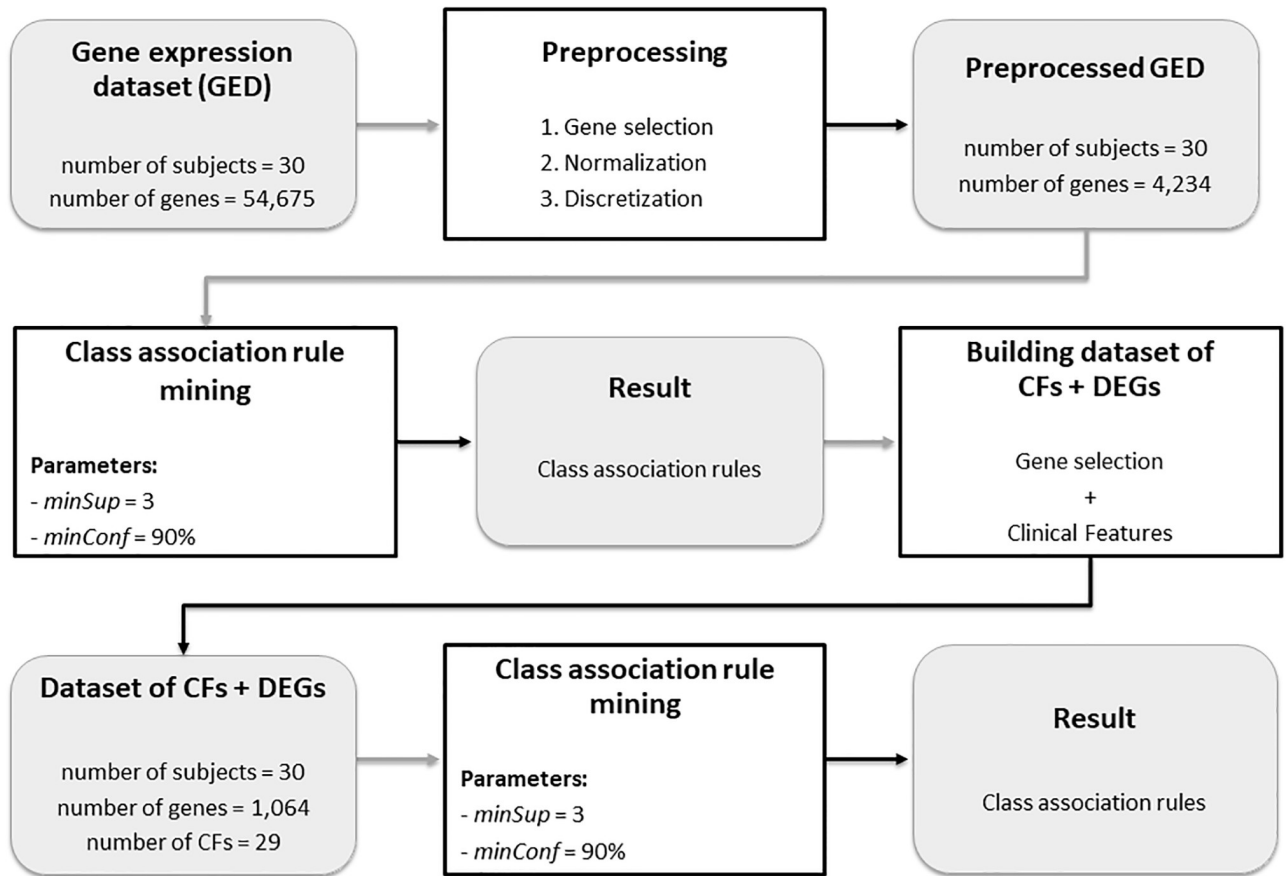 Gene expression
dataset (GED)
number of subjects = 30
number of genes = 54,675
Preprocessing
1. Gene selection
2. Normalization
3. Discretization
Preprocessed GED
number of subjects = 30
number of genes = 4,234
Class association rule
mining
Parameters:
- minSup = 3
- minConf = 90%
Result
Class association rules
Building dataset of
CFs + DEGs
Gene selection
+
Clinical Features
Dataset of CFs + DEGs
number of subjects = 30
number of genes = 1,064
number of CFs = 29
Class association rule
mining
Parameters:
- minSup = 3
- minConf = 90%
Result
Class association rules